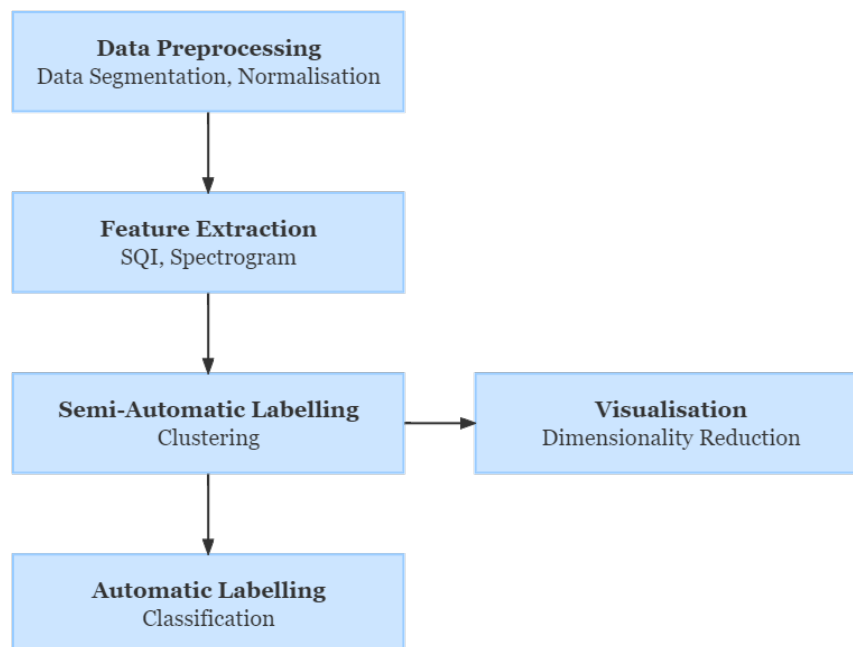 Data Preprocessing
Data Segmentation, Normalisation
Feature Extraction
SQI, Spectrogram
Semi-Automatic Labelling
Clustering
Visualisation
Dimensionality Reduction
Automatic Labelling
Classification